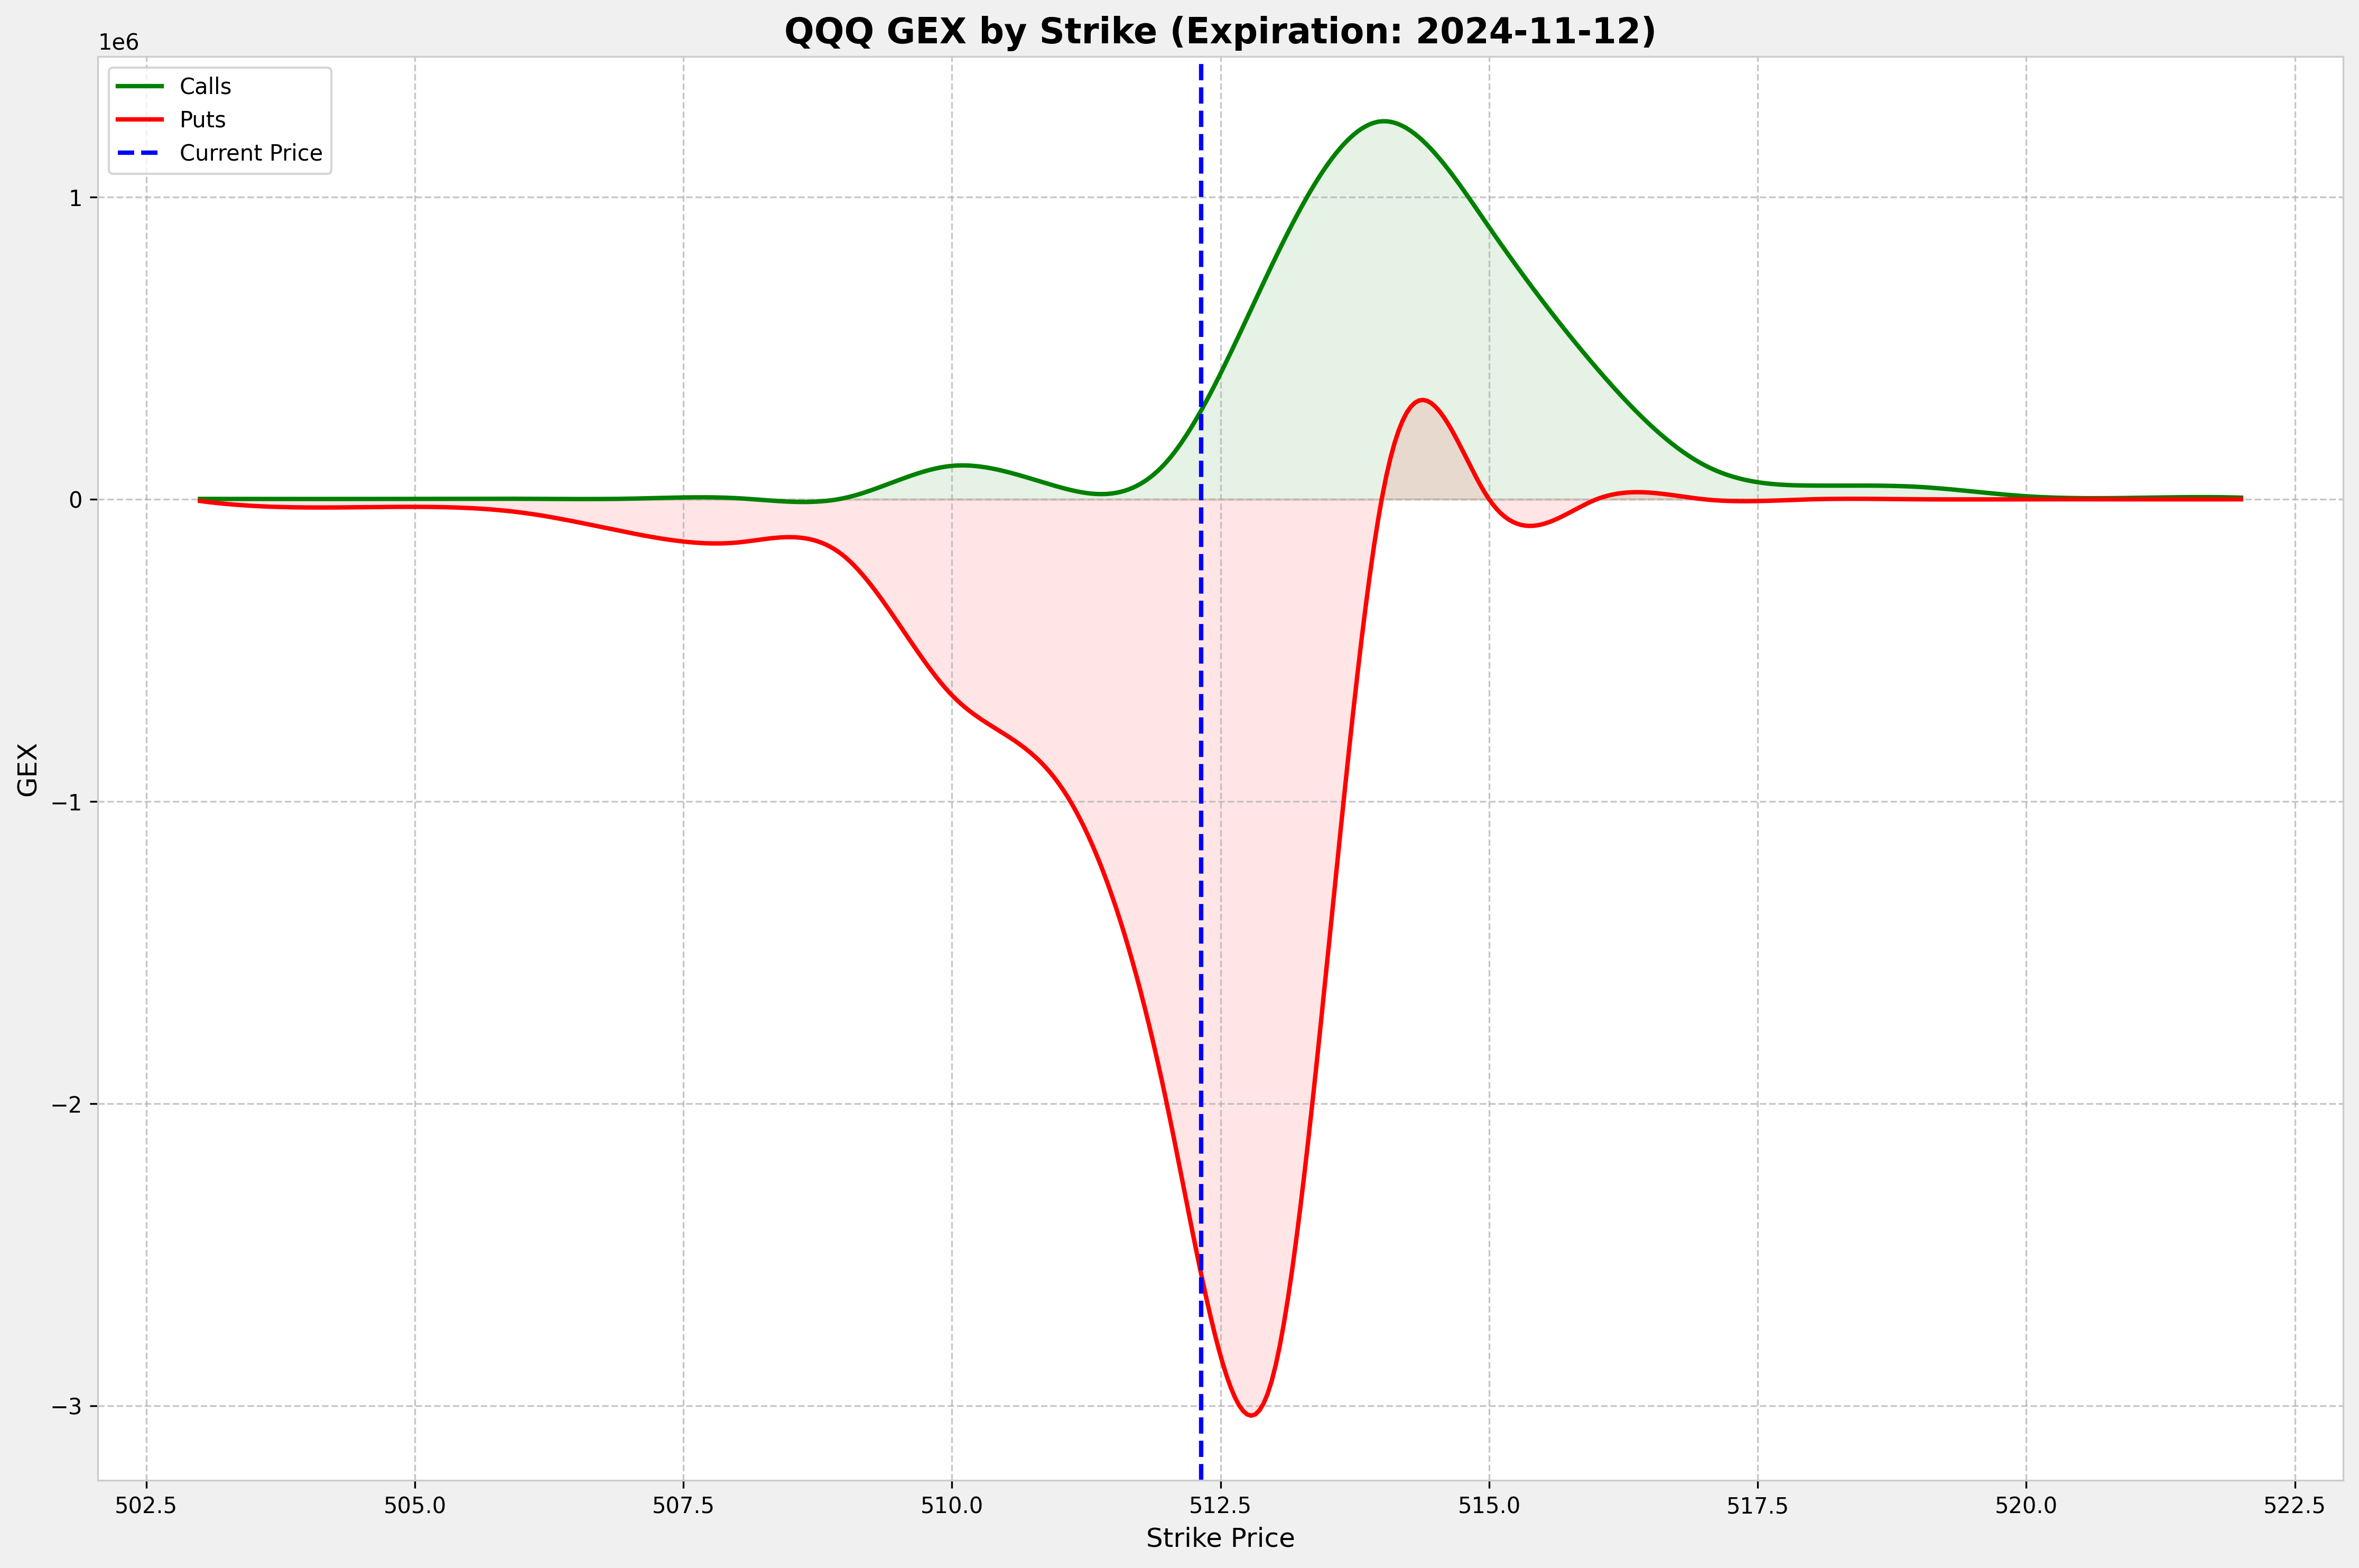 QQQ GEX by Strike (Expiration: 2024-11-12)
1e6
Calls
Puts
Current Price
1
0
−1
−2
−3
GEX
502.5 505.0 507.5 510.0 512.5 515.0 517.5 520.0 522.5
Strike Price